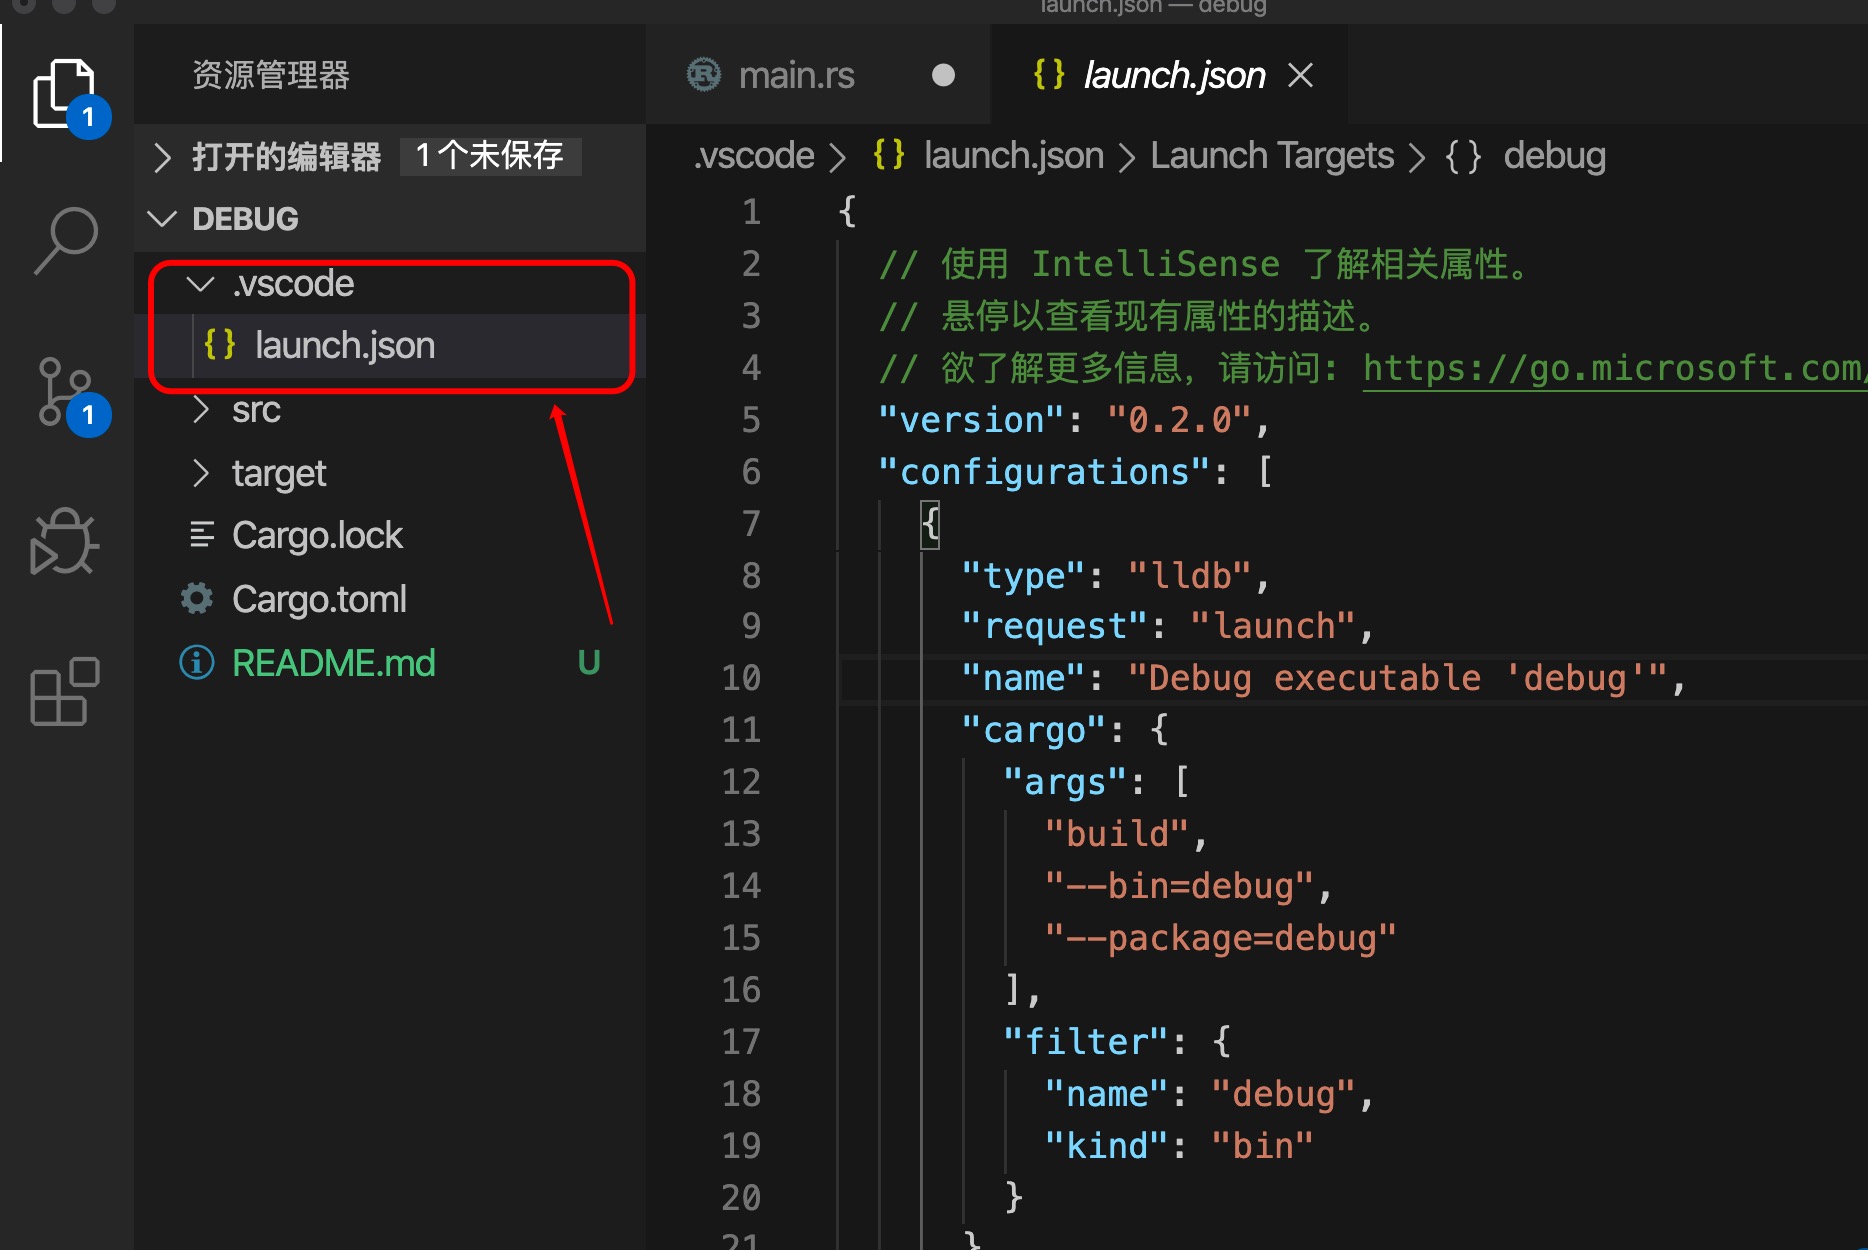 launch.json — debug
资源管理器
main.rs
launch.json
打开的编辑器 1个未保存
DEBUG
.vscode
launch.json
src
target
Cargo.lock
Cargo.toml
README.md U
1
1
.vscode > {} launch.json > Launch Targets > {} debug
1 {
2 // 使用 IntelliSense 了解相关属性。
3 // 悬停以查看现有属性的描述。
4 // 欲了解更多信息，请访问: https://go.microsoft.com/
5 "version": "0.2.0",
6 "configurations": [
7 {
8 "type": "lldb",
9 "request": "launch",
10 "name": "Debug executable 'debug'",
11 "cargo": {
12 "args": [
13 "build",
14 "--bin=debug",
15 "--package=debug"
16 ],
17 "filter": {
18 "name": "debug",
19 "kind": "bin"
20 }
21 }